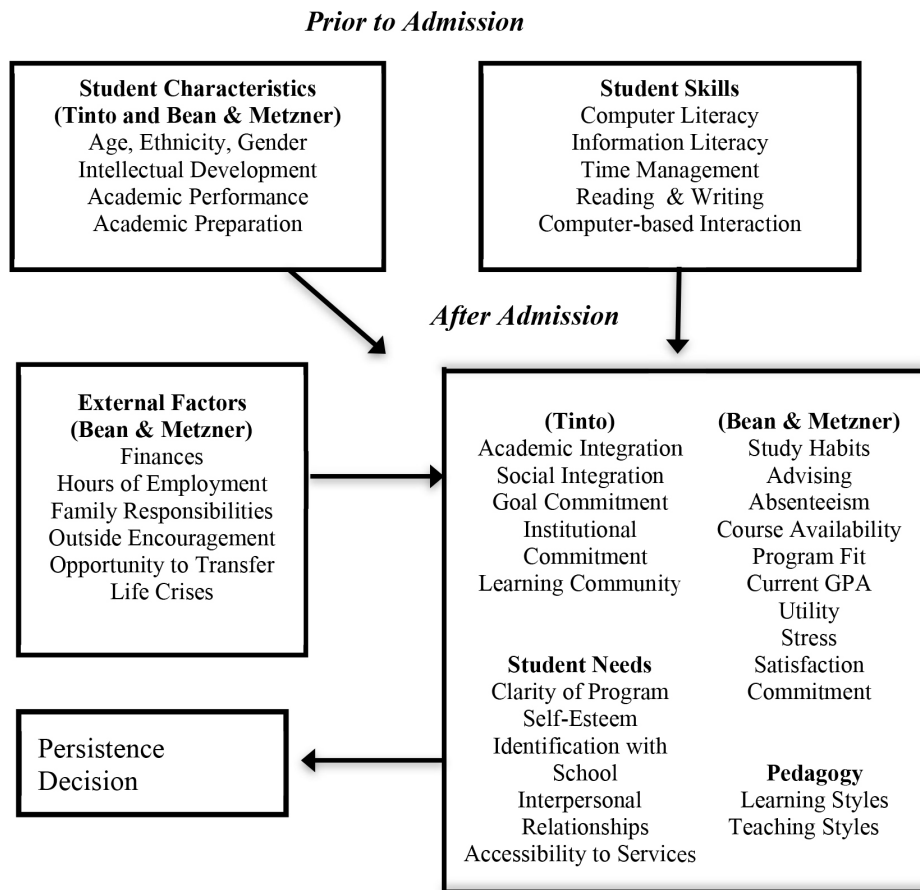 Prior to Admission
Student Characteristics
(Tinto and Bean & Metzner)
Age, Ethnicity, Gender
Intellectual Development
Academic Performance
Academic Preparation
Student Skills
Computer Literacy
Information Literacy
Time Management
Reading & Writing
Computer-based Interaction
After Admission
External Factors
(Bean & Metzner)
Finances
Hours of Employment
Family Responsibilities
Outside Encouragement
Opportunity to Transfer
Life Crises
(Tinto)
Academic Integration
Social Integration
Goal Commitment
Institutional
Commitment
Learning Community
Student Needs
Clarity of Program
Self-Esteem
Identification with
School
Interpersonal
Relationships
Accessibility to Services
(Bean & Metzner)
Study Habits
Advising
Absenteeism
Course Availability
Program Fit
Current GPA
Utility
Stress
Satisfaction
Commitment
Pedagogy
Learning Styles
Teaching Styles
Persistence
Decision